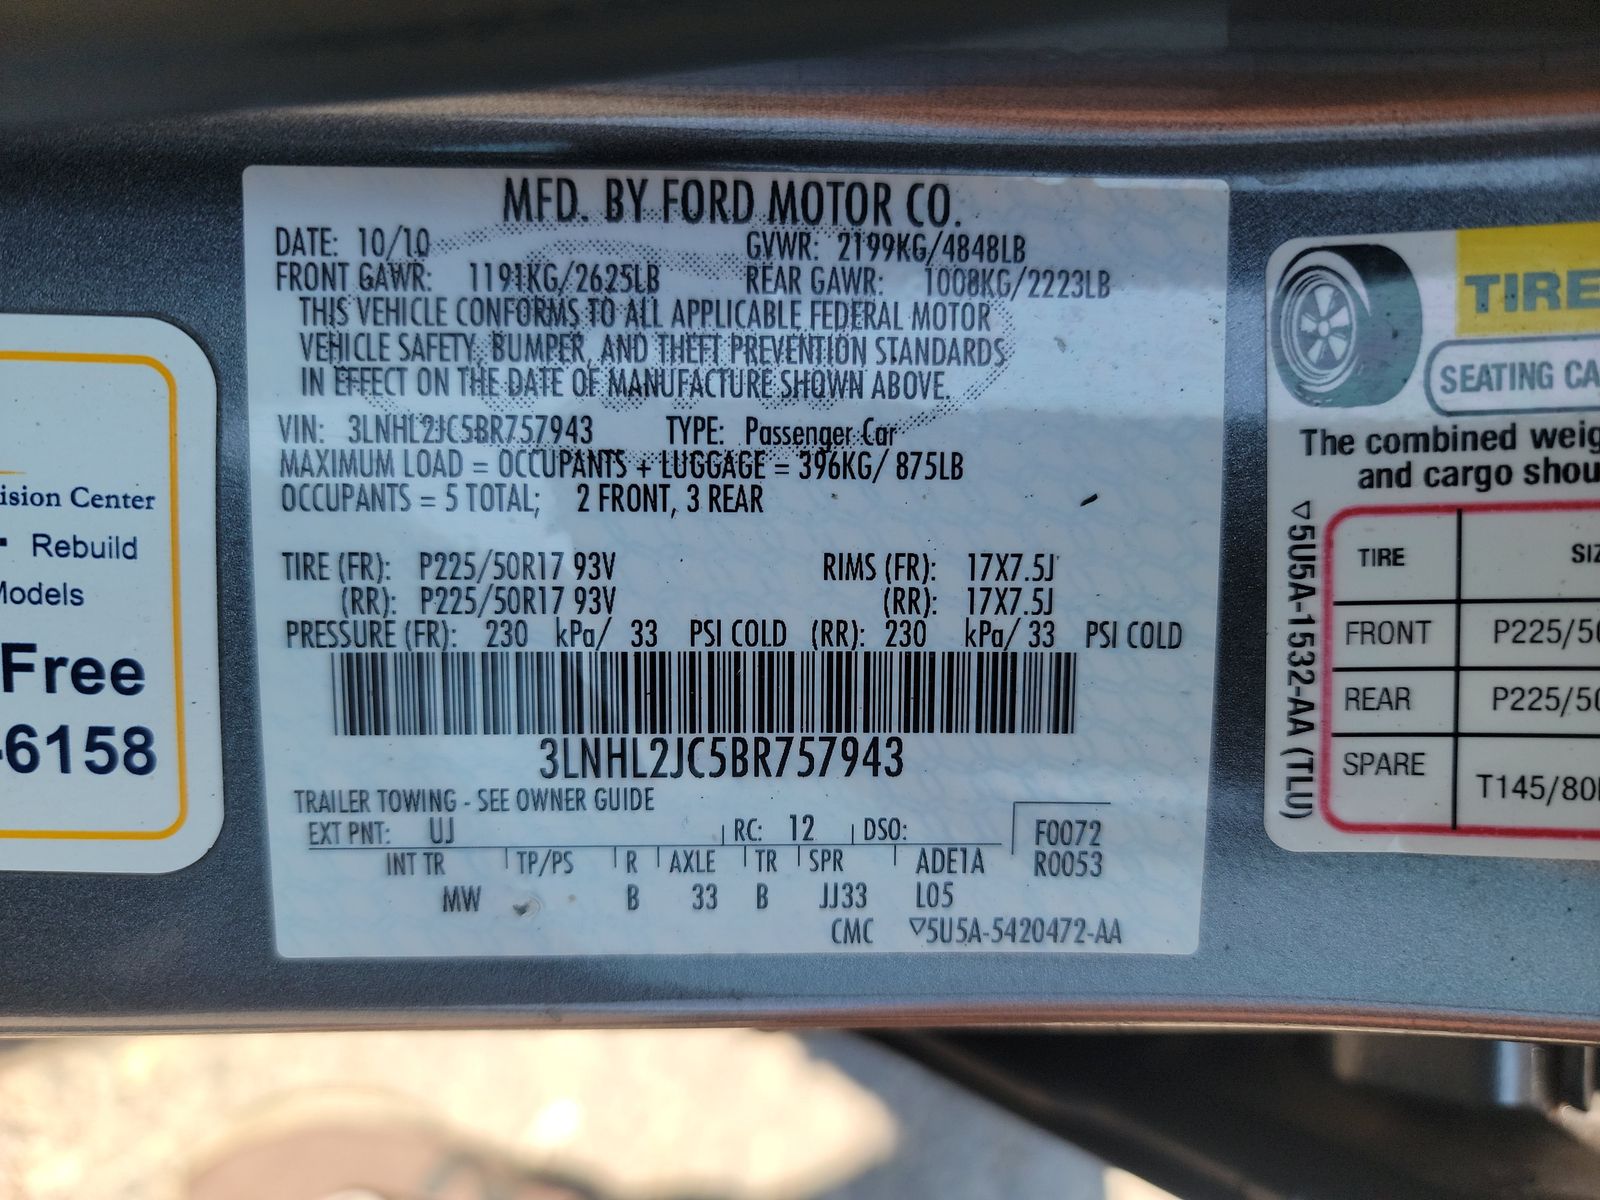 MFD. BY FORD MOTOR CO.
DATE: 10/10 GVWR: 2199KG/4848LB
FRONT GAWR: 1191KG/2625LB REAR GAWR: 1008KG/2223LB
THIS VEHICLE CONFORMS TO ALL APPLICABLE FEDERAL MOTOR
VEHICLE SAFETY, BUMPER, AND THEFT PREVENTION STANDARDS
IN EFFECT ON THE DATE OF MANUFACTURE SHOWN ABOVE.
VIN: 3LNHL2JC5BR757943 TYPE: Passenger Car
MAXIMUM LOAD = OCCUPANTS + LUGGAGE = 396KG/ 875LB
OCCUPANTS = 5 TOTAL; 2 FRONT, 3 REAR
TIRE (FR): P225/50R17 93V RIMS (FR): 17X7.5J
(RR): P225/50R17 93V (RR): 17X7.5J
PRESSURE (FR): 230 kPa/ 33 PSI COLD (RR): 230 kPa/ 33 PSI COLD
3LNHL2JC5BR757943
TRAILER TOWING - SEE OWNER GUIDE
EXT PNT: UJ RC: 12 DSO: F0072
INT TR TP/PS R AXLE TR SPR ADE1A R0053
MW B 33 B JJ33 L05
CMC ▽5U5A-5420472-AA
ision Center
Rebuild
Models
Free
-6158
TIRE
SEATING CA
The combined weig
and cargo shou
▽5U5A-1532-AA (TLU)
TIRE SIZ
FRONT P225/50
REAR P225/50
SPARE T145/80